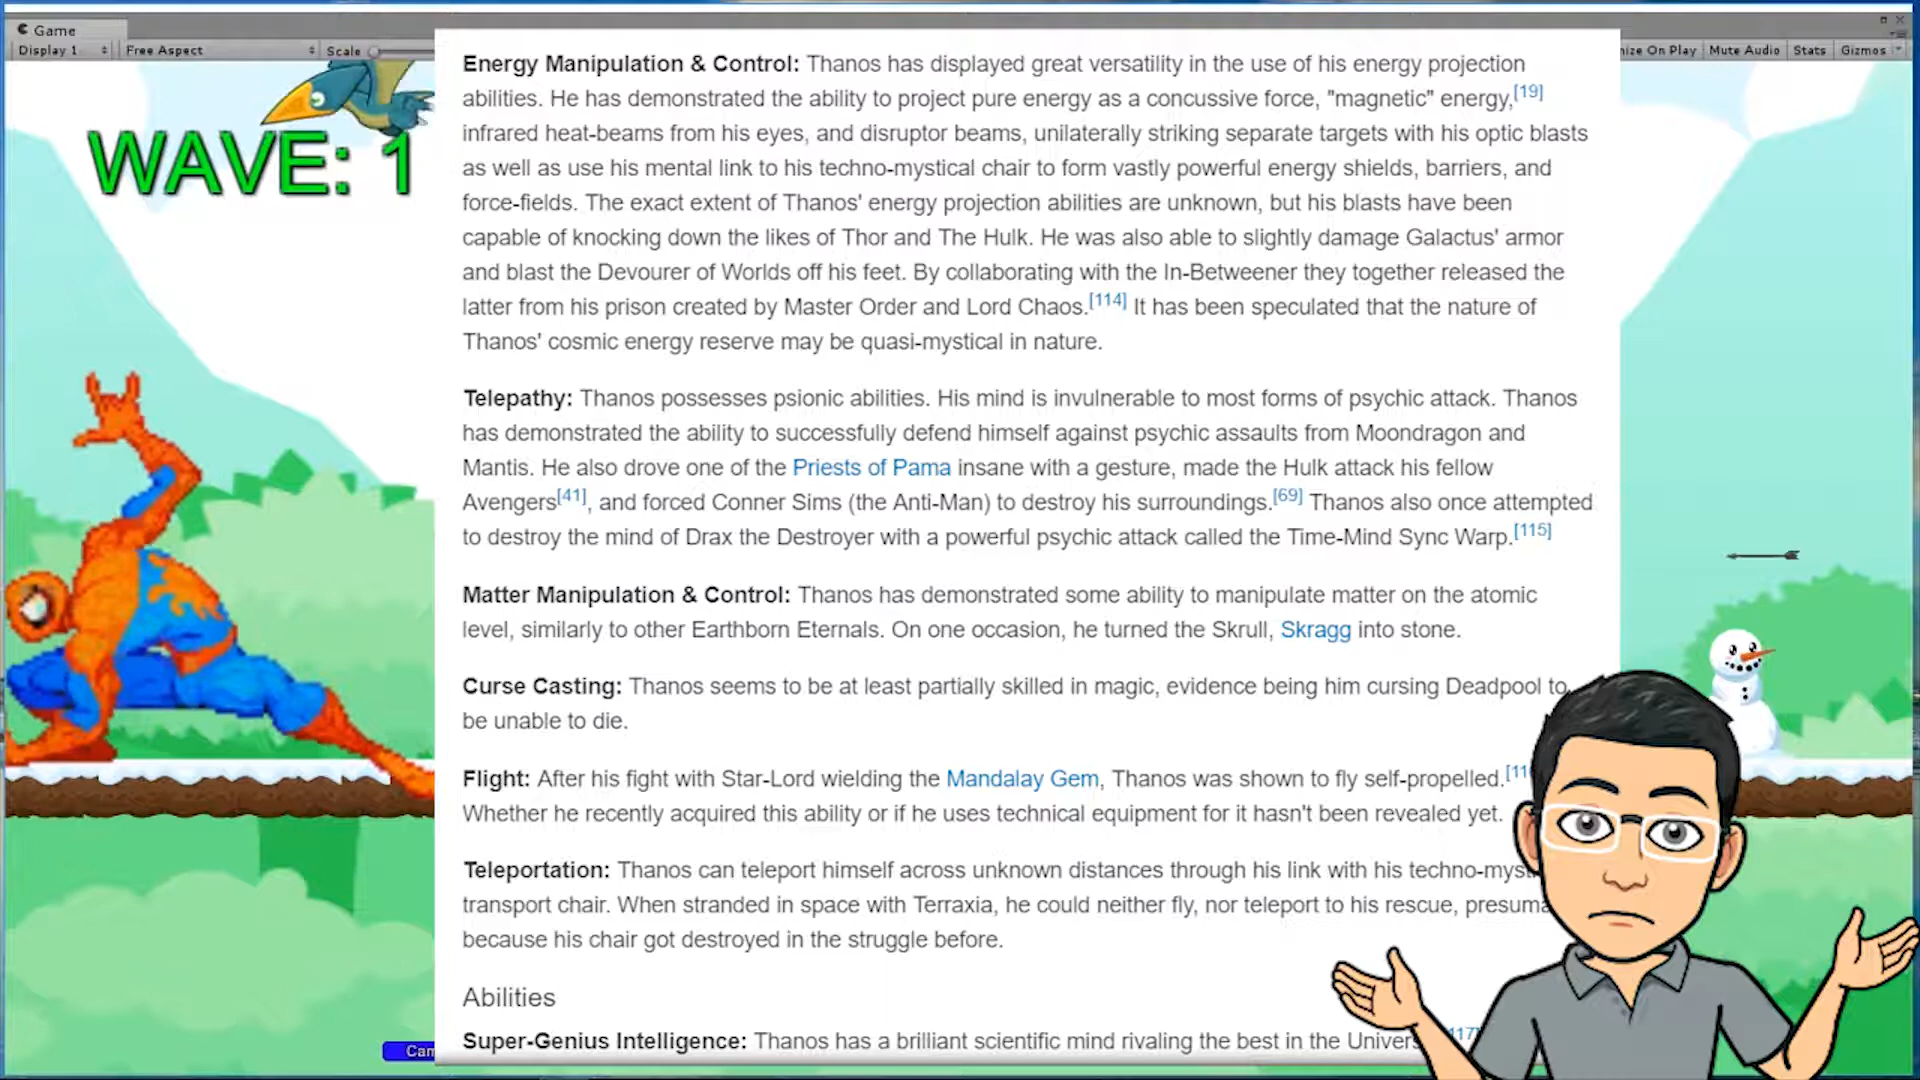 Game
Display 1
Free Aspect
Scale
ize On Play
Mute Audio
Stats
Gizmos
WAVE: 1
Energy Manipulation & Control: Thanos has displayed great versatility in the use of his energy projection
abilities. He has demonstrated the ability to project pure energy as a concussive force, "magnetic" energy,[19]
infrared heat-beams from his eyes, and disruptor beams, unilaterally striking separate targets with his optic blasts
as well as use his mental link to his techno-mystical chair to form vastly powerful energy shields, barriers, and
force-fields. The exact extent of Thanos' energy projection abilities are unknown, but his blasts have been
capable of knocking down the likes of Thor and The Hulk. He was also able to slightly damage Galactus' armor
and blast the Devourer of Worlds off his feet. By collaborating with the In-Betweener they together released the
latter from his prison created by Master Order and Lord Chaos.[114] It has been speculated that the nature of
Thanos' cosmic energy reserve may be quasi-mystical in nature.
Telepathy: Thanos possesses psionic abilities. His mind is invulnerable to most forms of psychic attack. Thanos
has demonstrated the ability to successfully defend himself against psychic assaults from Moondragon and
Mantis. He also drove one of the Priests of Pama insane with a gesture, made the Hulk attack his fellow
Avengers[41], and forced Conner Sims (the Anti-Man) to destroy his surroundings.[69] Thanos also once attempted
to destroy the mind of Drax the Destroyer with a powerful psychic attack called the Time-Mind Sync Warp.[115]
Matter Manipulation & Control: Thanos has demonstrated some ability to manipulate matter on the atomic
level, similarly to other Earthborn Eternals. On one occasion, he turned the Skrull, Skragg into stone.
Curse Casting: Thanos seems to be at least partially skilled in magic, evidence being him cursing Deadpool to
be unable to die.
Flight: After his fight with Star-Lord wielding the Mandalay Gem, Thanos was shown to fly self-propelled.[11
Whether he recently acquired this ability or if he uses technical equipment for it hasn't been revealed yet.
Teleportation: Thanos can teleport himself across unknown distances through his link with his techno-myst
transport chair. When stranded in space with Terraxia, he could neither fly, nor teleport to his rescue, presuma
because his chair got destroyed in the struggle before.
Abilities
Super-Genius Intelligence: Thanos has a brilliant scientific mind rivaling the best in the Univers 117]
Cam